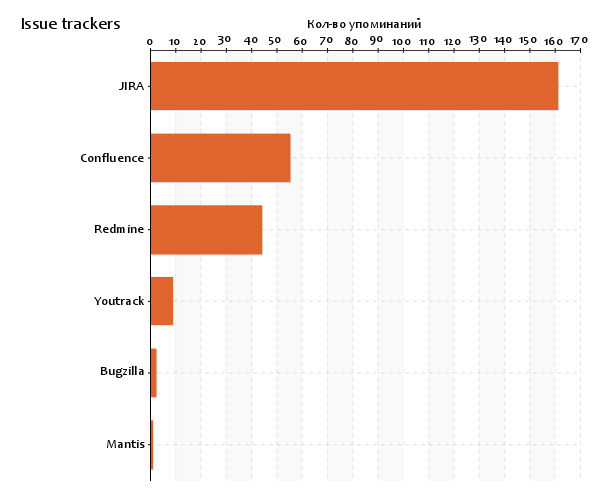 Issue trackers
Кол-во упоминаний
0 10 20 30 40 50 60 70 80 90 100 110 120 130 140 150 160 170
JIRA
Confluence
Redmine
Youtrack
Bugzilla
Mantis